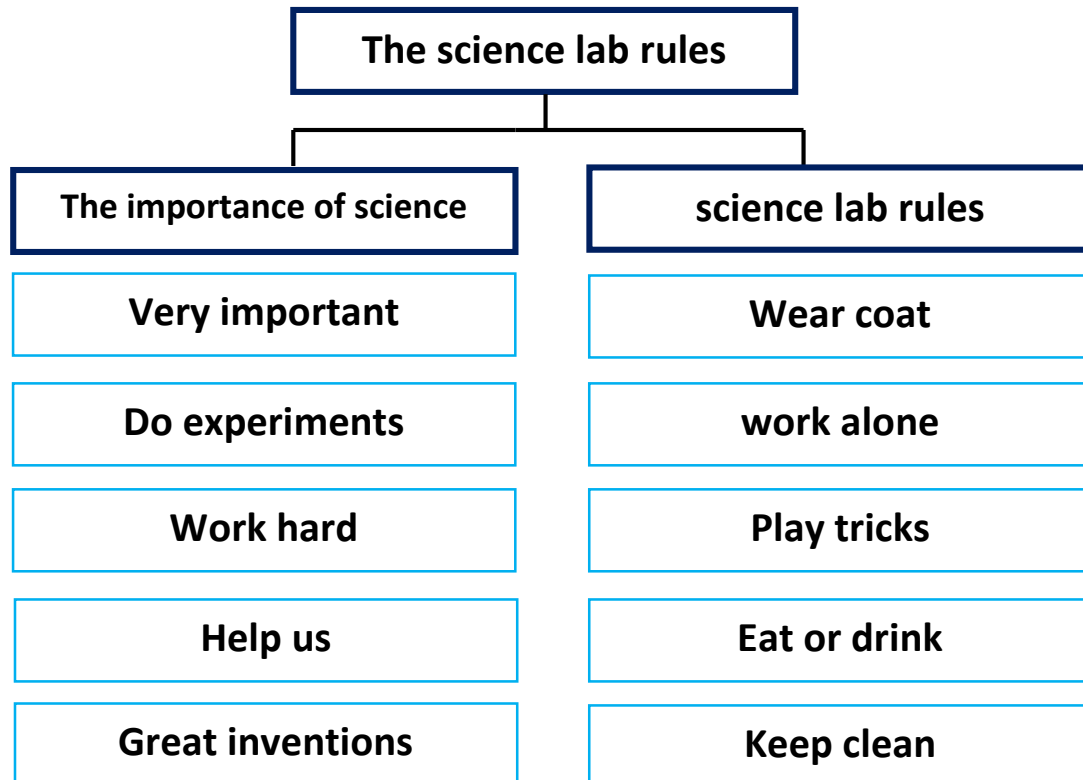 The science lab rules
The importance of science
science lab rules
Very important
Wear coat
Do experiments
work alone
Work hard
Play tricks
Help us
Eat or drink
Great inventions
Keep clean